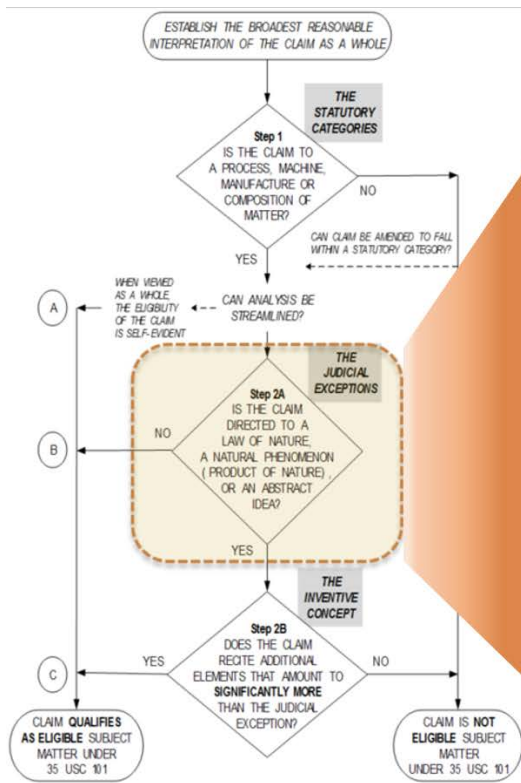 ESTABLISH THE BROADEST REASONABLE
INTERPRETATION OF THE CLAIM AS A WHOLE
THE
STATUTORY
CATEGORIES
Step 1
IS THE CLAIM TO
A PROCESS, MACHINE,
MANUFACTURE OR
COMPOSITION OF
MATTER?
NO
YES
CAN CLAIM BE AMENDED TO FALL
WITHIN A STATUTORY CATEGORY?
WHEN VIEWED
AS A WHOLE,
THE ELIGIBILITY
OF THE CLAIM
IS SELF-EVIDENT
A
CAN ANALYSIS BE
STREAMLINED?
THE
JUDICIAL
EXCEPTIONS
Step 2A
IS THE CLAIM
DIRECTED TO A
LAW OF NATURE,
A NATURAL PHENOMENON
( PRODUCT OF NATURE) ,
OR AN ABSTRACT
IDEA?
NO
B
YES
THE
INVENTIVE
CONCEPT
Step 2B
DOES THE CLAIM
RECITE ADDITIONAL
ELEMENTS THAT AMOUNT TO
SIGNIFICANTLY MORE
THAN THE JUDICIAL
EXCEPTION?
YES
NO
C
CLAIM QUALIFIES
AS ELIGIBLE SUBJECT
MATTER UNDER
35 USC 101
CLAIM IS NOT
ELIGIBLE SUBJECT
MATTER
UNDER 35 USC 101